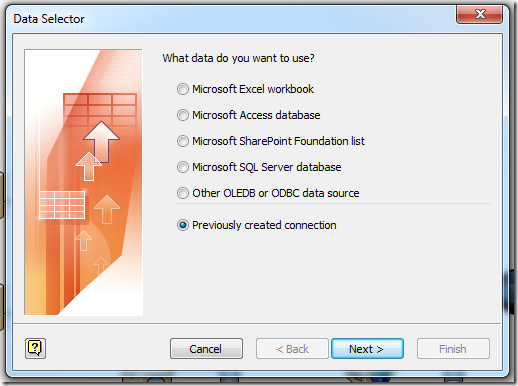 Data Selector
What data do you want to use?
Microsoft Excel workbook
Microsoft Access database
Microsoft SharePoint Foundation list
Microsoft SQL Server database
Other OLEDB or ODBC data source
Previously created connection
Cancel
< Back
Next >
Finish